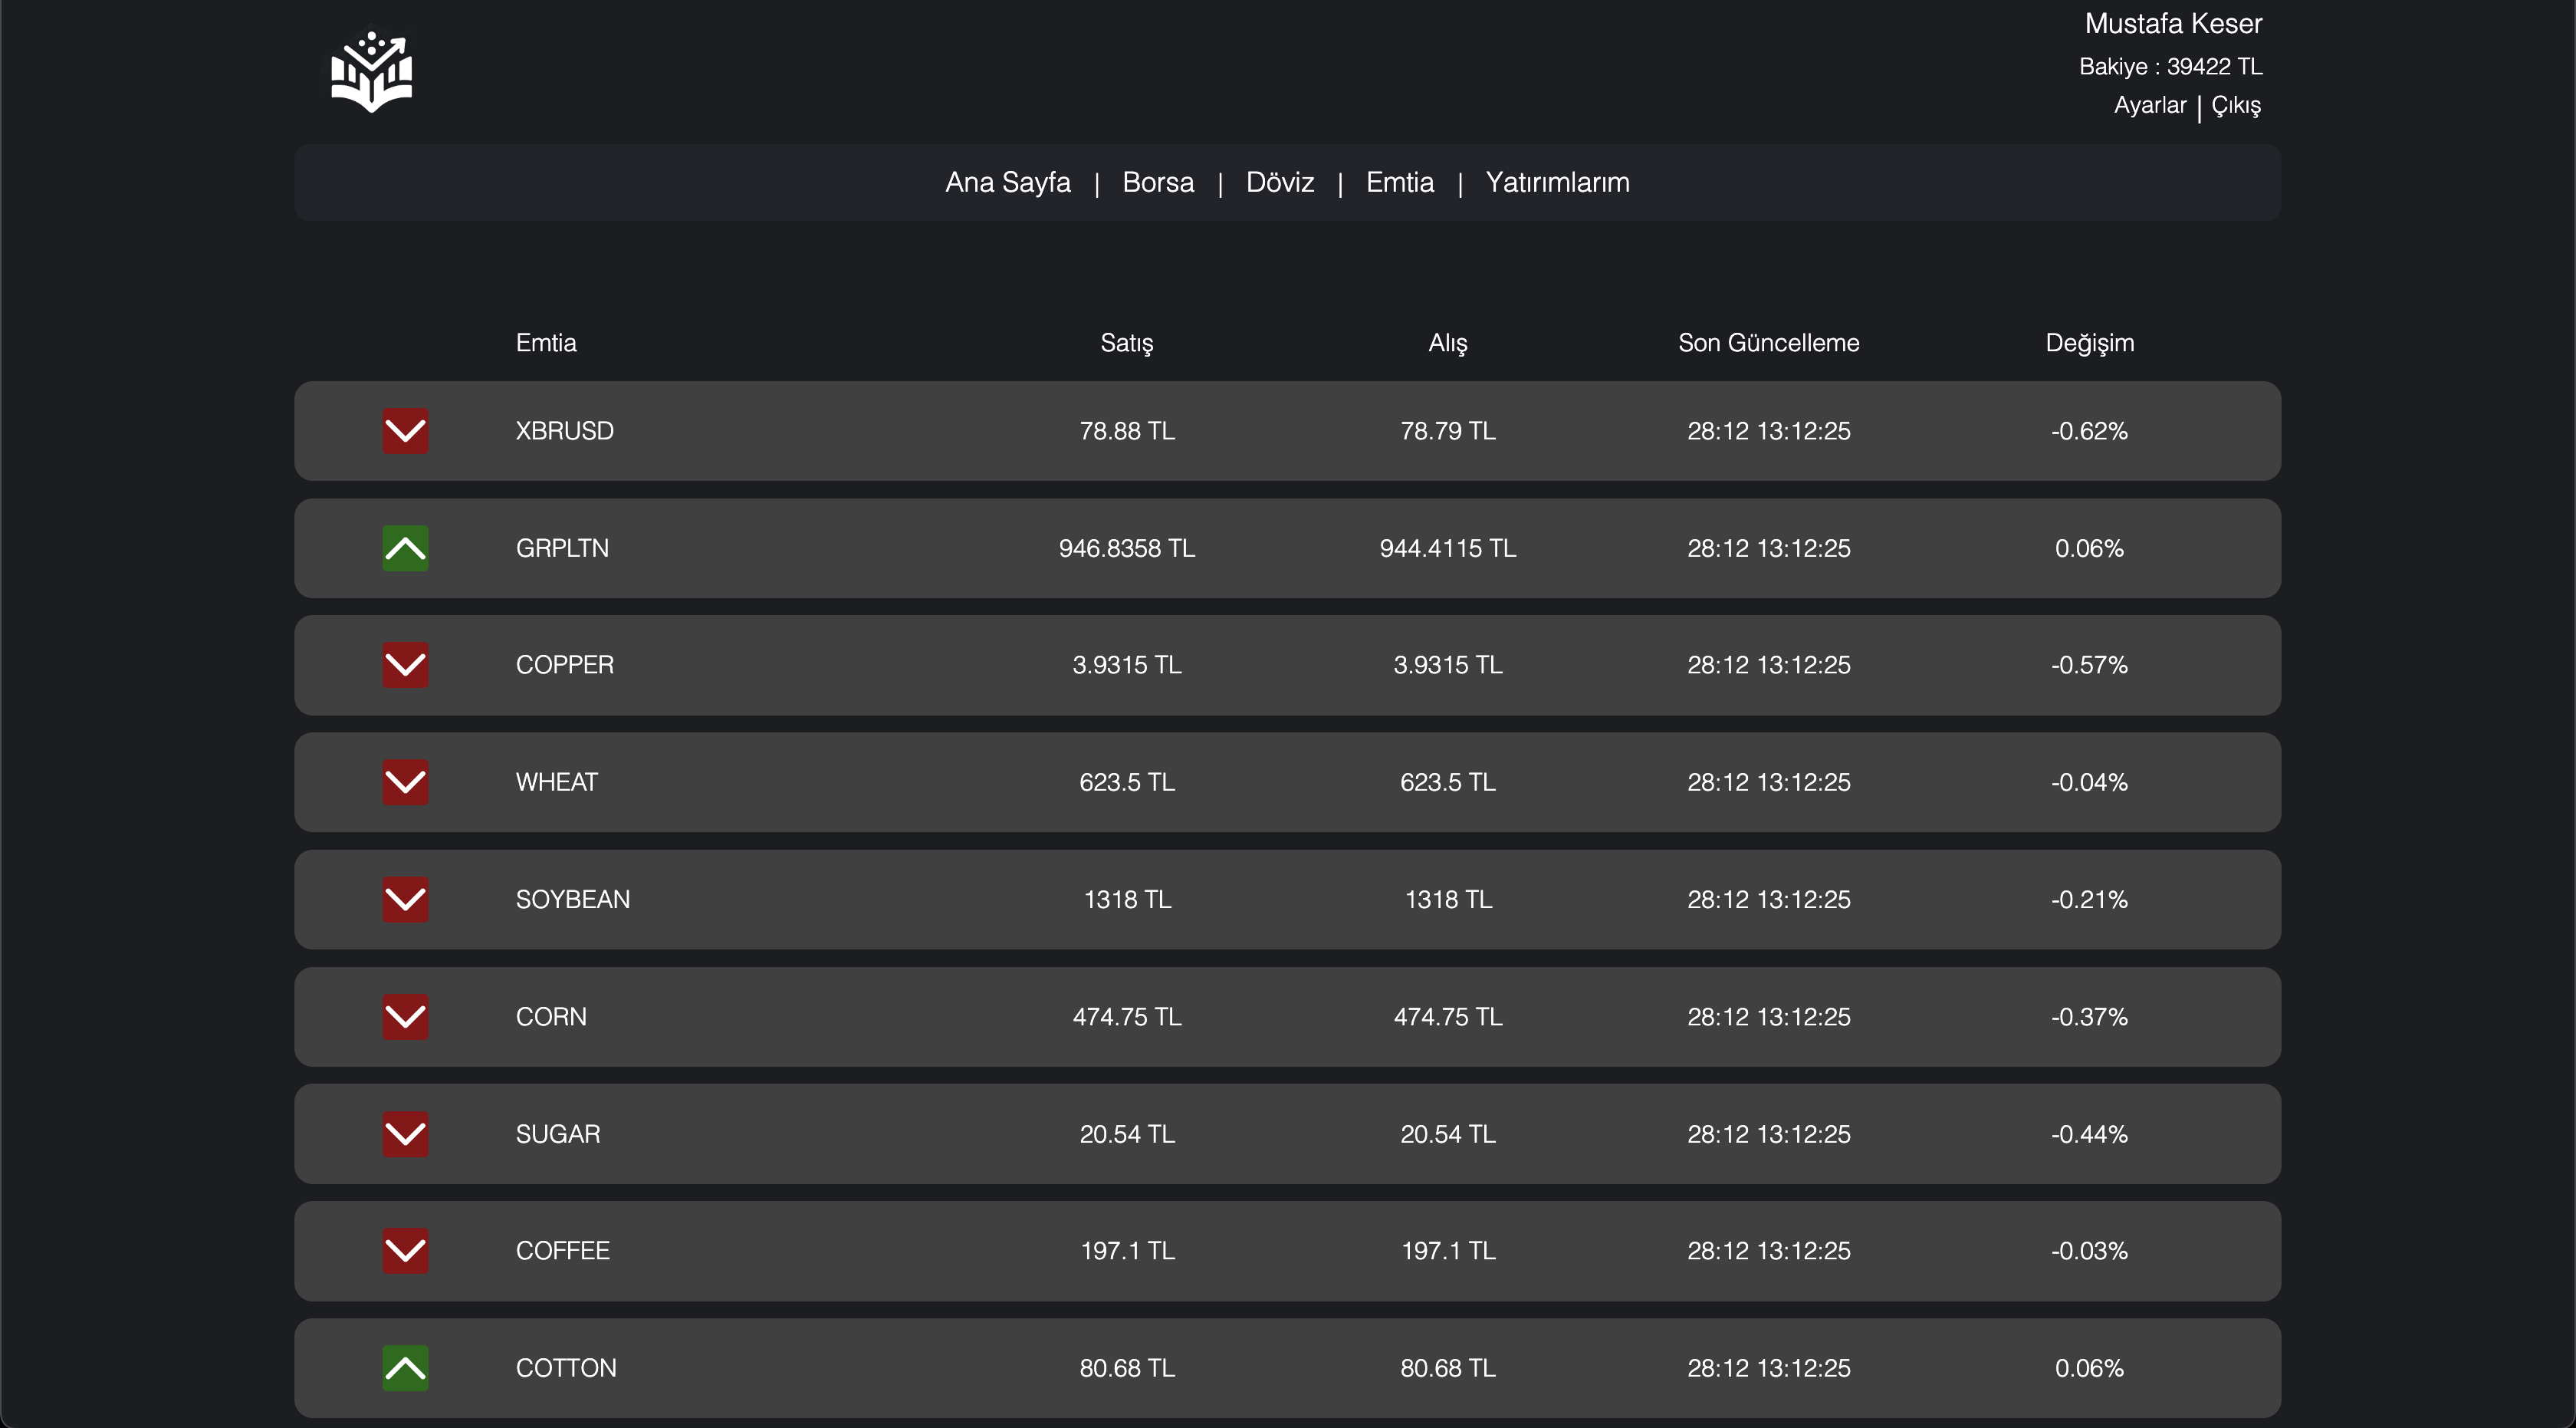 Mustafa Keser
Bakiye : 39422 TL
Ayarlar | Çıkış
Ana Sayfa | Borsa | Döviz | Emtia | Yatırımlarım
Emtia Satış Alış Son Güncelleme Değişim
XBRUSD 78.88 TL 78.79 TL 28:12 13:12:25 -0.62%
GRPLTN 946.8358 TL 944.4115 TL 28:12 13:12:25 0.06%
COPPER 3.9315 TL 3.9315 TL 28:12 13:12:25 -0.57%
WHEAT 623.5 TL 623.5 TL 28:12 13:12:25 -0.04%
SOYBEAN 1318 TL 1318 TL 28:12 13:12:25 -0.21%
CORN 474.75 TL 474.75 TL 28:12 13:12:25 -0.37%
SUGAR 20.54 TL 20.54 TL 28:12 13:12:25 -0.44%
COFFEE 197.1 TL 197.1 TL 28:12 13:12:25 -0.03%
COTTON 80.68 TL 80.68 TL 28:12 13:12:25 0.06%